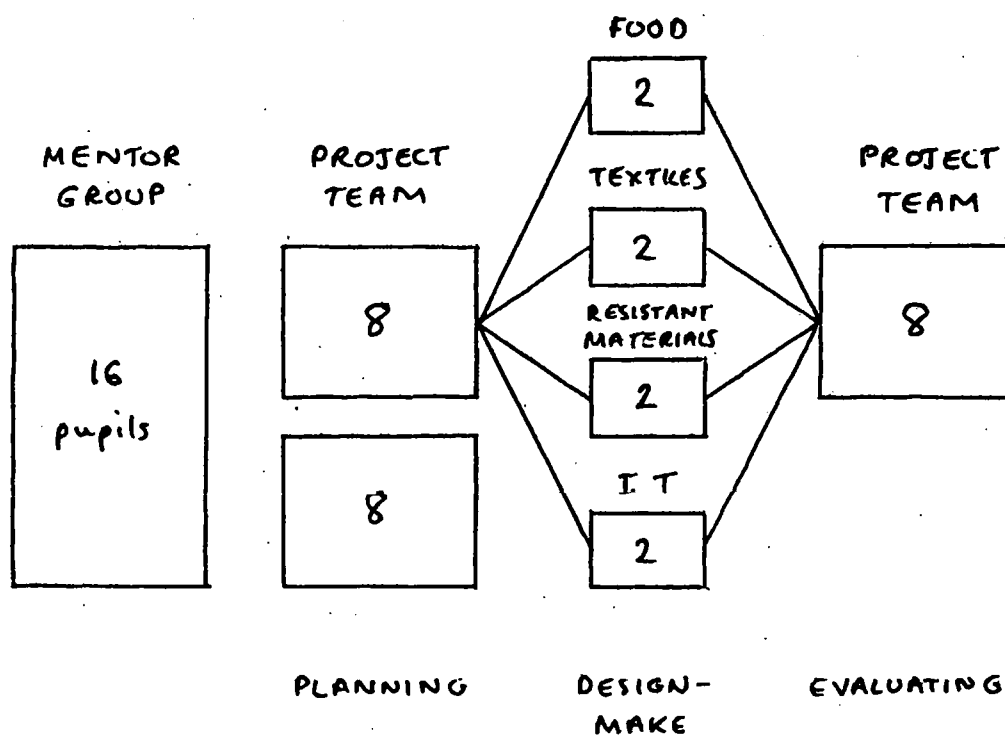 MENTOR
GROUP
16
pupils
PROJECT
TEAM
8
8
PLANNING
FOOD
2
TEXTILES
2
RESISTANT
MATERIALS
2
I.T
2
DESIGN-
MAKE
PROJECT
TEAM
8
EVALUATING